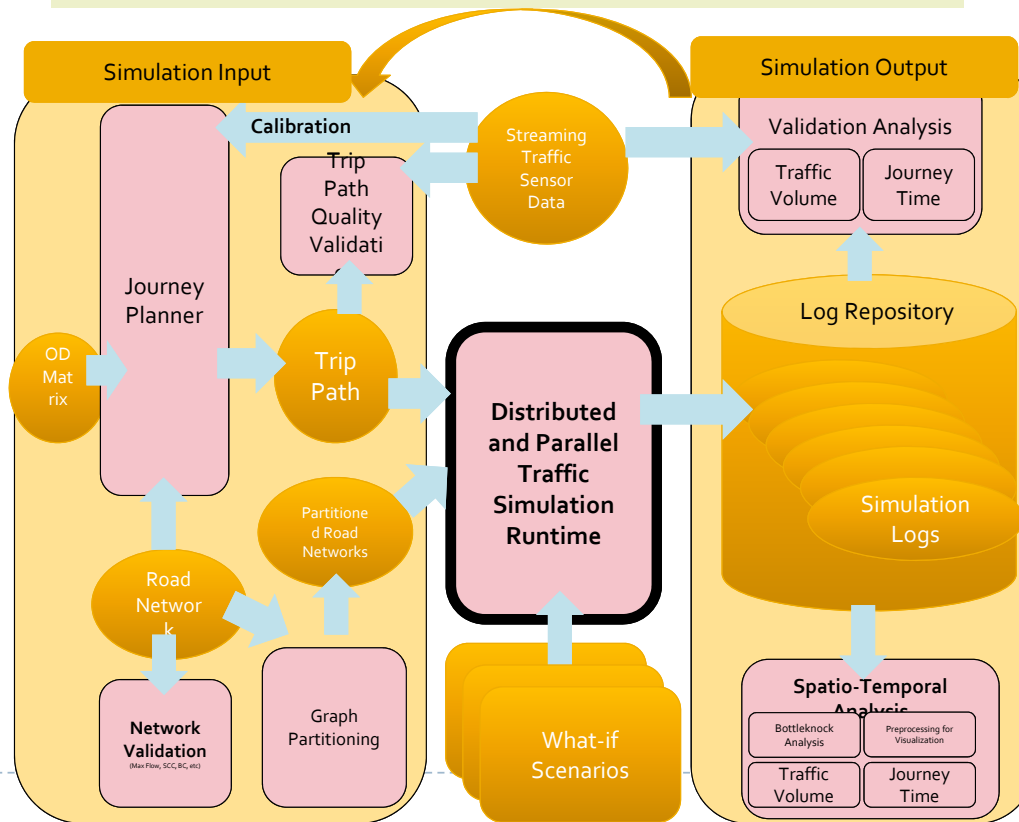 Simulation Input
Simulation Output
Calibration
Streaming
Traffic
Sensor
Data
Validation Analysis
Traffic
Volume
Journey
Time
Trip
Path
Quality
Validati
Journey
Planner
Log Repository
OD
Mat
rix
Trip
Path
Distributed
and Parallel
Traffic
Simulation
Runtime
Partitione
d Road
Networks
Simulation
Logs
Road
Networ
k
Network
Validation
(Max Flow, SCC, BC, etc)
Graph
Partitioning
What-if
Scenarios
Spatio-Temporal
Analysis
Bottleknock
Analysis
Preprocessing for
Visualization
Traffic
Volume
Journey
Time